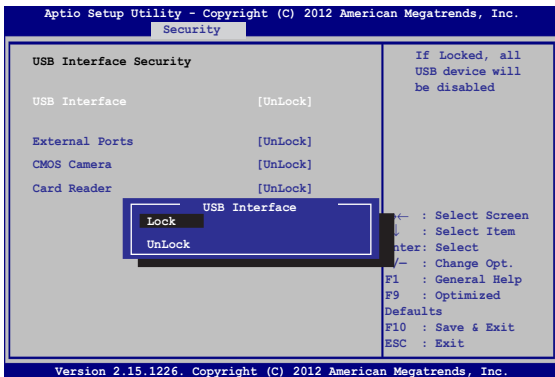 Aptio Setup Utility - Copyright (C) 2012 American Megatrends, Inc.
Security
USB Interface Security
USB Interface [UnLock]
External Ports [UnLock]
CMOS Camera [UnLock]
Card Reader [UnLock]
USB Interface
Lock
UnLock
If Locked, all
USB device will
be disabled
← : Select Screen
↓ : Select Item
nter: Select
/— : Change Opt.
F1 : General Help
F9 : Optimized
Defaults
F10 : Save & Exit
ESC : Exit
Version 2.15.1226. Copyright (C) 2012 American Megatrends, Inc.